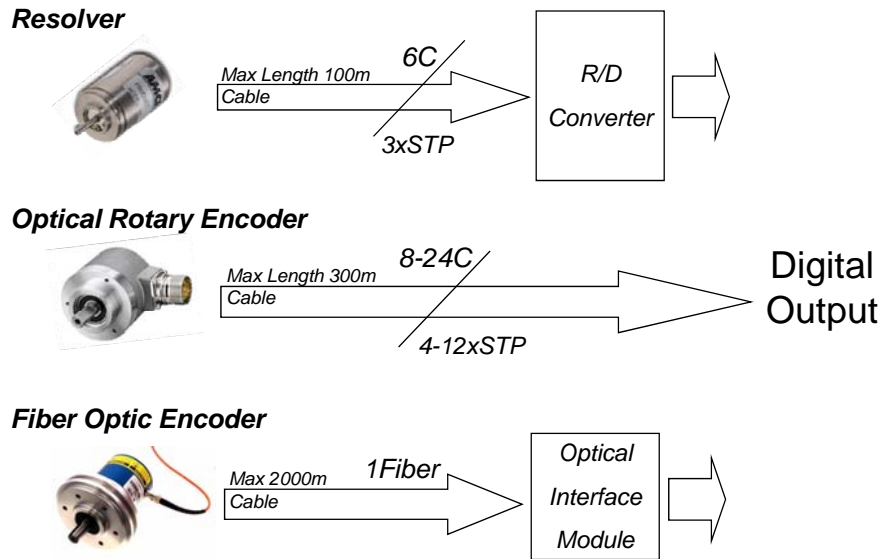 Resolver
AMC
Max Length 100m
Cable
6C
3xSTP
R/D
Converter
Optical Rotary Encoder
Max Length 300m
Cable
8-24C
4-12xSTP
Digital
Output
Fiber Optic Encoder
Max 2000m
Cable
1Fiber
Optical
Interface
Module